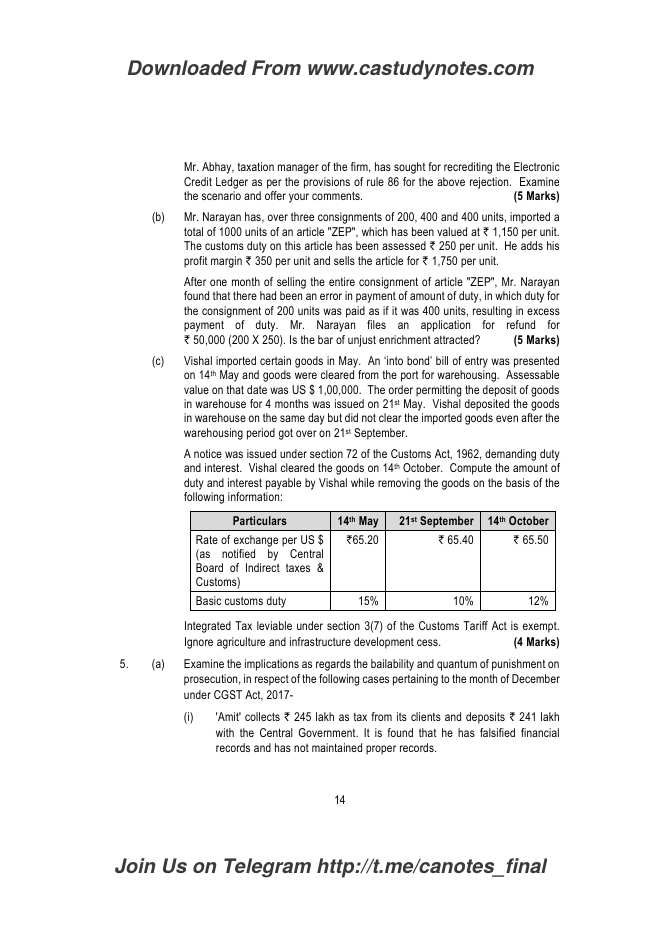 Downloaded From www.castudynotes.com
Mr. Abhay, taxation manager of the firm, has sought for recrediting the Electronic
Credit Ledger as per the provisions of rule 86 for the above rejection. Examine
the scenario and offer your comments. (5 Marks)
(b) Mr. Narayan has, over three consignments of 200, 400 and 400 units, imported a
total of 1000 units of an article "ZEP", which has been valued at ₹ 1,150 per unit.
The customs duty on this article has been assessed ₹ 250 per unit. He adds his
profit margin ₹ 350 per unit and sells the article for ₹ 1,750 per unit.
After one month of selling the entire consignment of article "ZEP", Mr. Narayan
found that there had been an error in payment of amount of duty, in which duty for
the consignment of 200 units was paid as if it was 400 units, resulting in excess
payment of duty. Mr. Narayan files an application for refund for
₹ 50,000 (200 X 250). Is the bar of unjust enrichment attracted? (5 Marks)
(c) Vishal imported certain goods in May. An ‘into bond’ bill of entry was presented
on 14th May and goods were cleared from the port for warehousing. Assessable
value on that date was US $ 1,00,000. The order permitting the deposit of goods
in warehouse for 4 months was issued on 21st May. Vishal deposited the goods
in warehouse on the same day but did not clear the imported goods even after the
warehousing period got over on 21st September.
A notice was issued under section 72 of the Customs Act, 1962, demanding duty
and interest. Vishal cleared the goods on 14th October. Compute the amount of
duty and interest payable by Vishal while removing the goods on the basis of the
following information:
Particulars 14th May 21st September 14th October
Rate of exchange per US $ ₹65.20 ₹ 65.40 ₹ 65.50
(as notified by Central
Board of Indirect taxes &
Customs)
Basic customs duty 15% 10% 12%
Integrated Tax leviable under section 3(7) of the Customs Tariff Act is exempt.
Ignore agriculture and infrastructure development cess. (4 Marks)
5. (a) Examine the implications as regards the bailability and quantum of punishment on
prosecution, in respect of the following cases pertaining to the month of December
under CGST Act, 2017-
(i) 'Amit' collects ₹ 245 lakh as tax from its clients and deposits ₹ 241 lakh
with the Central Government. It is found that he has falsified financial
records and has not maintained proper records.
14
Join Us on Telegram http://t.me/canotes_final